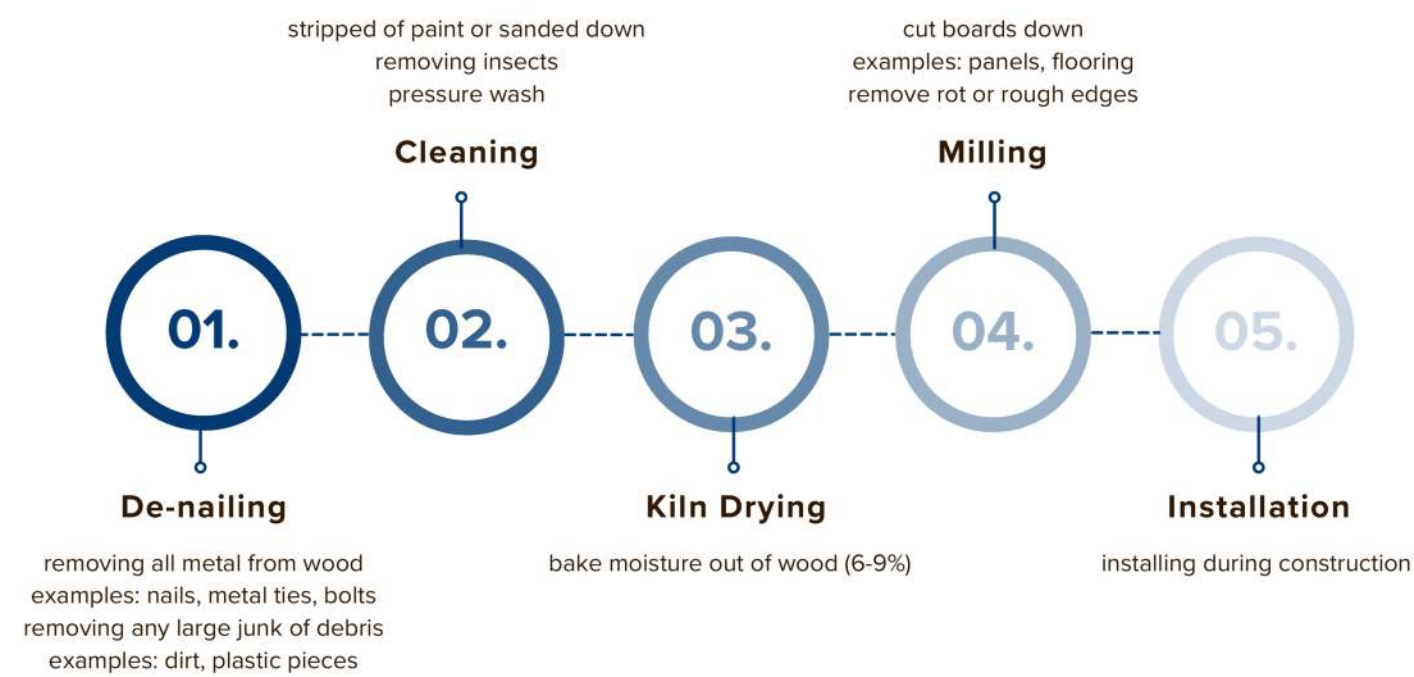 01.
De-nailing
removing all metal from wood
examples: nails, metal ties, bolts
removing any large junk of debris
examples: dirt, plastic pieces
stripped of paint or sanded down
removing insects
pressure wash
Cleaning
02.
03.
Kiln Drying
bake moisture out of wood (6-9%)
cut boards down
examples: panels, flooring
remove rot or rough edges
Milling
04.
05.
Installation
installing during construction